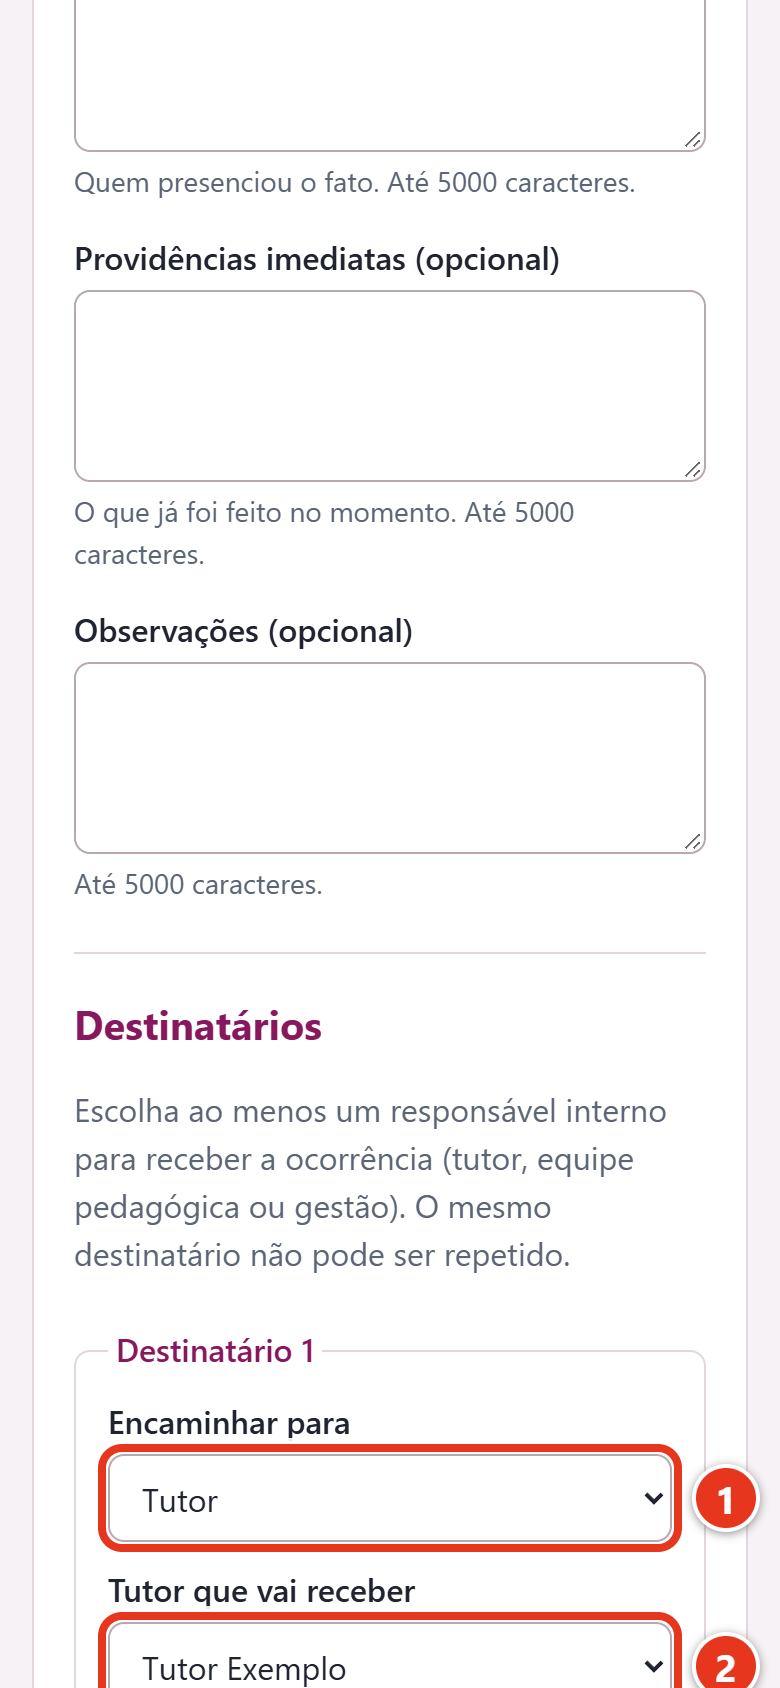 Quem presenciou o fato. Até 5000 caracteres.
Providências imediatas (opcional)
O que já foi feito no momento. Até 5000
caracteres.
Observações (opcional)
Até 5000 caracteres.
Destinatários
Escolha ao menos um responsável interno
para receber a ocorrência (tutor, equipe
pedagógica ou gestão). O mesmo
destinatário não pode ser repetido.
Destinatário 1
Encaminhar para
Tutor
1
Tutor que vai receber
Tutor Exemplo
2